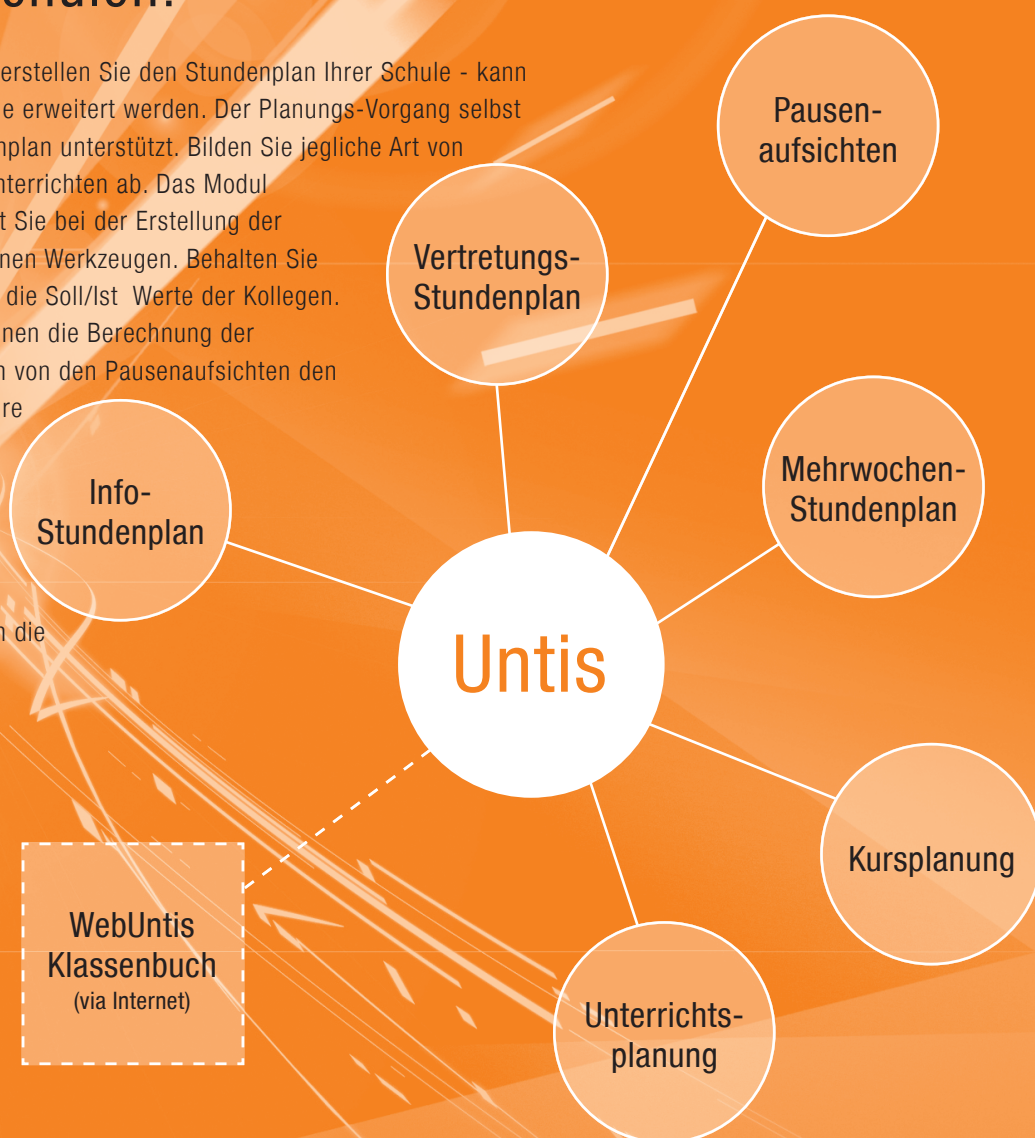 erstellen Sie den Stundenplan Ihrer Schule - kann
e erweitert werden. Der Planungs-Vorgang selbst
nplan unterstützt. Bilden Sie jegliche Art von
nterrichten ab. Das Modul
t Sie bei der Erstellung der
nen Werkzeugen. Behalten Sie
die Soll/Ist Werte der Kollegen.
nen die Berechnung der
n von den Pausenaufsichten den
re
n die
Pausen-
aufsichten
Vertretungs-
Stundenplan
Mehrwochen-
Stundenplan
Info-
Stundenplan
Untis
Kursplanung
WebUntis
Klassenbuch
(via Internet)
Unterrichts-
planung